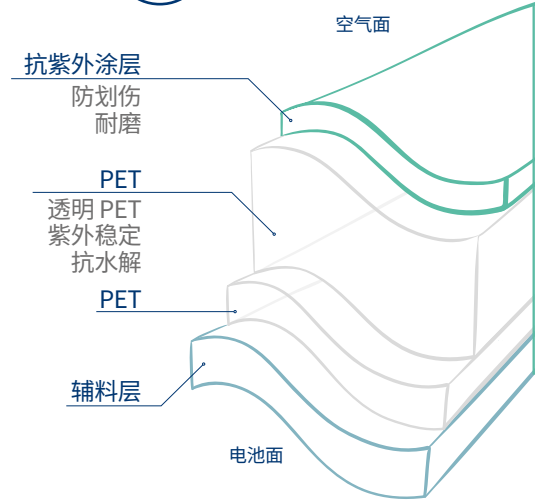 空气面
抗紫外涂层
防划伤
耐磨
PET
透明 PET
紫外稳定
抗水解
PET
辅料层
电池面